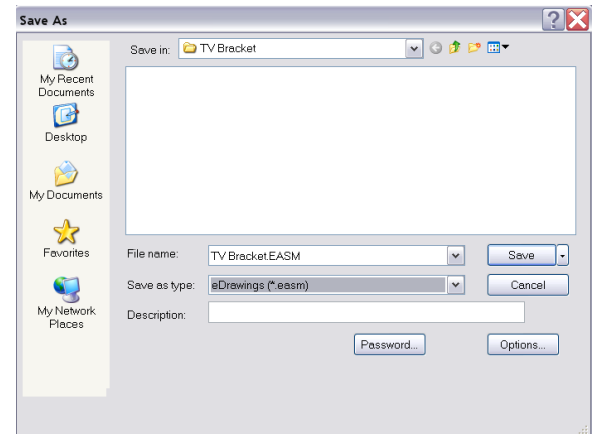 Save As
Save in: TV Bracket
My Recent
Documents
Desktop
My Documents
Favorites
My Network
Places
File name: TV Bracket.EASM Save
Save as type: eDrawings (*.easm) Cancel
Description:
Password... Options...